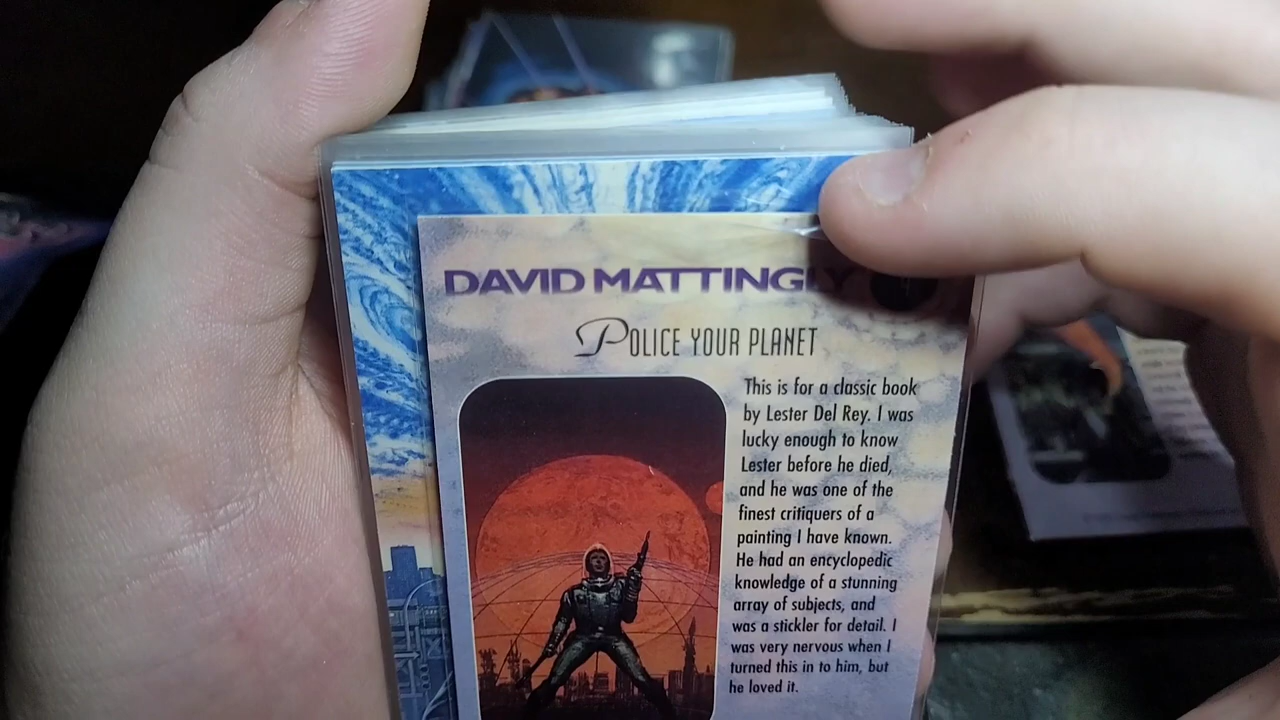 DAVID MATTINGLY
POLICE YOUR PLANET
This is for a classic book
by Lester Del Rey. I was
lucky enough to know
Lester before he died,
and he was one of the
finest critiquers of a
painting I have known.
He had an encyclopedic
knowledge of a stunning
array of subjects, and
was a stickler for detail. I
was very nervous when I
turned this in to him, but
he loved it.